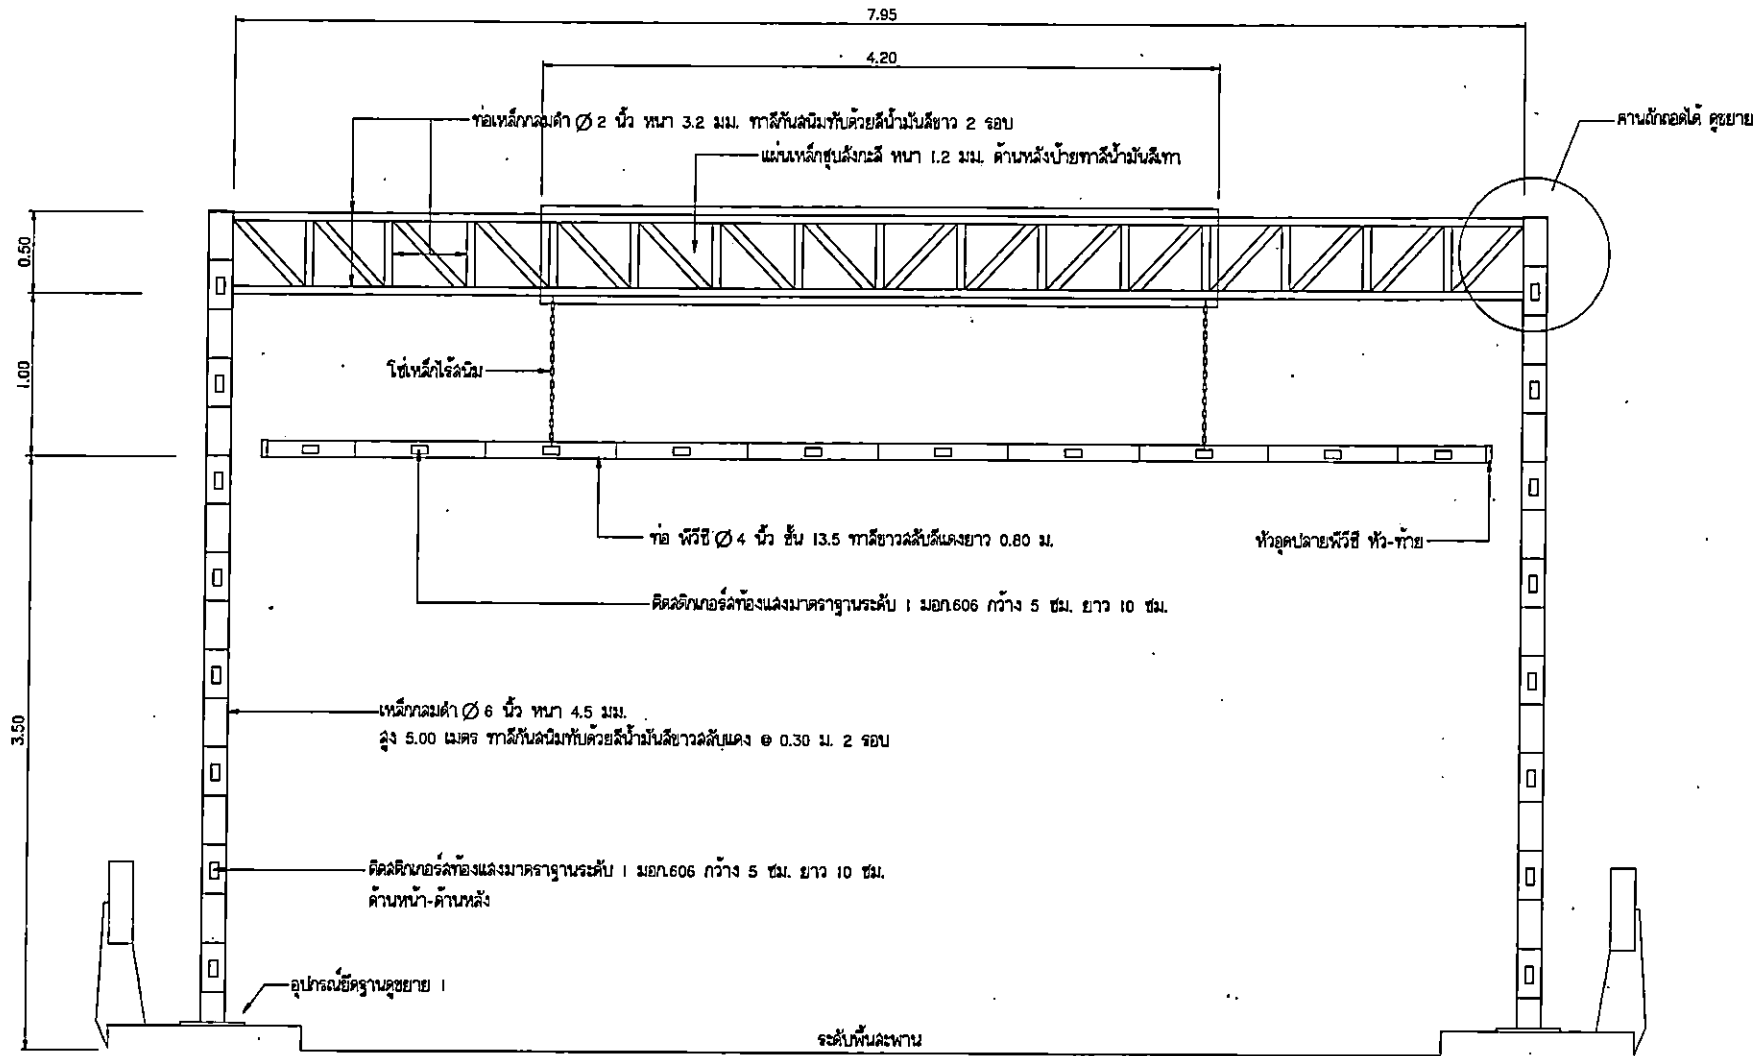 7.95
4.20
ท่อเหล็กกลมดำ Ø 2 นิ้ว หนา 3.2 มม. ทาสีกันสนิมทับด้วยสีน้ำมันสีขาว 2 รอบ
คานถักถอดได้ ดูขยาย
แผ่นเหล็กชุบสังกะสี หนา 1.2 มม. ด้านหลังป้ายทาสีน้ำมันสีเทา
0.50
1.00
โซ่เหล็กไร้สนิม
ท่อ พีวีซี Ø 4 นิ้ว ชั้น 13.5 ทาสีขาวสลับสีแดงยาว 0.80 ม.
หัวอุดปลายพีวีซี หัว-ท้าย
ติดสติกเกอร์สท้องแสงมาตราฐานระดับ 1 มอก.606 กว้าง 5 ซม. ยาว 10 ซม.
3.50
เหล็กกลมดำ Ø 6 นิ้ว หนา 4.5 มม.
สูง 5.00 เมตร ทาสีกันสนิมทับด้วยสีน้ำมันสีขาวสลับแดง @ 0.30 ม. 2 รอบ
ติดสติกเกอร์สท้องแสงมาตราฐานระดับ 1 มอก.606 กว้าง 5 ซม. ยาว 10 ซม.
ด้านหน้า-ด้านหลัง
อุปกรณ์ยึดฐานดูขยาย 1
ระดับพื้นสะพาน